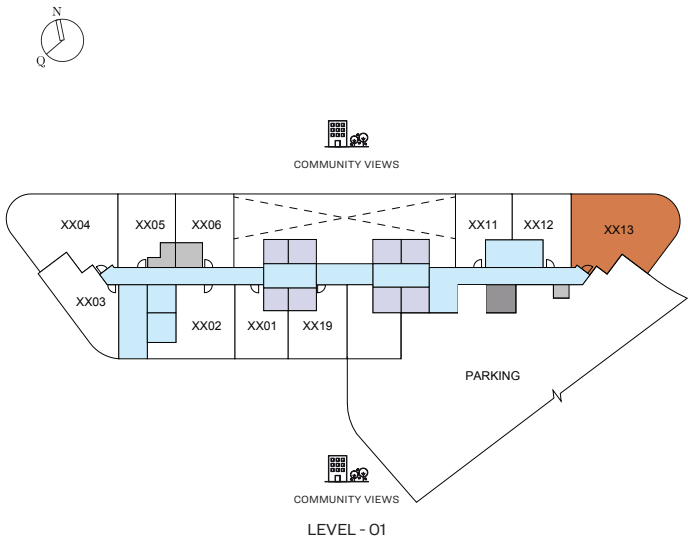 N
Q
COMMUNITY VIEWS
XX04
XX05
XX06
XX11
XX12
XX13
XX03
XX02
XX01
XX19
PARKING
COMMUNITY VIEWS
LEVEL - 01